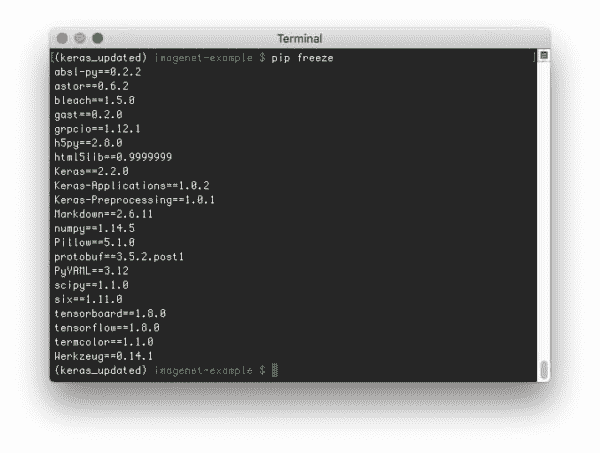 Terminal
[(keras_updated) imagenet-example $ pip freeze ]
absl-py==0.2.2
astor==0.6.2
bleach==1.5.0
gast==0.2.0
grpcio==1.12.1
h5py==2.8.0
html5lib==0.9999999
Keras==2.2.0
Keras-Applications==1.0.2
Keras-Preprocessing==1.0.1
Markdown==2.6.11
numpy==1.14.5
Pillow==5.1.0
protobuf==3.5.2.post1
PyYAML==3.12
scipy==1.1.0
six==1.11.0
tensorboard==1.8.0
tensorflow==1.8.0
termcolor==1.1.0
Werkzeug==0.14.1
(keras_updated) imagenet-example $